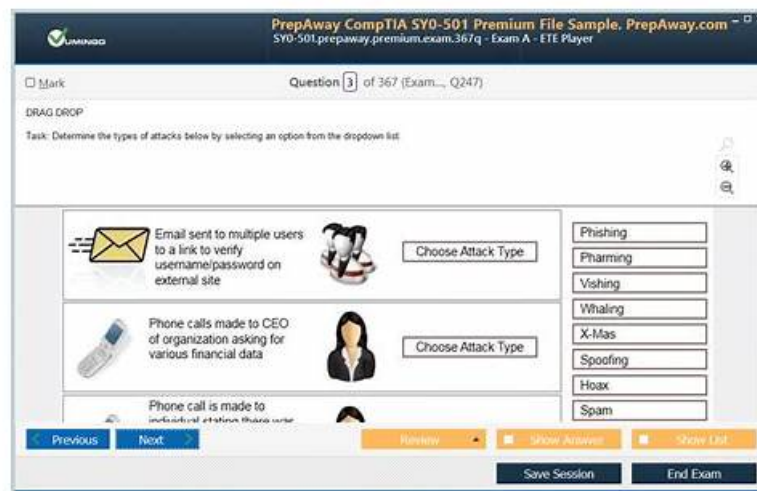 VUMINGO
PrepAway CompTIA SY0-501 Premium File Sample. PrepAway.com
SY0-501.prepaway.premium.exam.367q - Exam A - ETE Player
Mark
Question 3 of 367 (Exam..., Q247)
DRAG DROP
Task: Determine the types of attacks below by selecting an option from the dropdown list
Email sent to multiple users
to a link to verify
username/password on
external site
Choose Attack Type
Phone calls made to CEO
of organization asking for
various financial data
Choose Attack Type
Phone call is made to
individual stating there was
Phishing
Pharming
Vishing
Whaling
X-Mas
Spoofing
Hoax
Spam
Previous
Next
Review
Show Answer
Show List
Save Session
End Exam